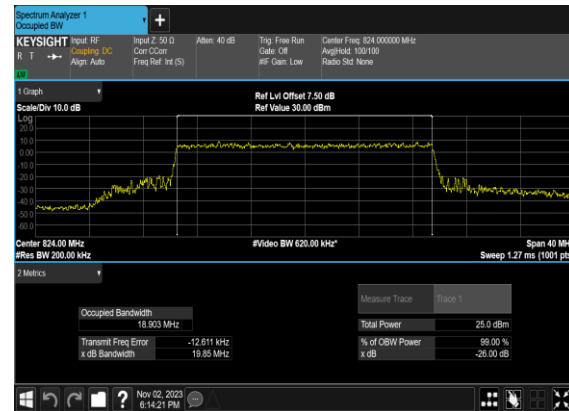 Spectrum Analyzer 1
Occupied BW
KEYSIGHT
R T
LXI
Input: RF
Coupling: DC
Align: Auto
Input Z: 50 Ω
Corr CCorr
Freq Ref: Int (S)
Atten: 40 dB
Trig: Free Run
Gate: Off
#IF Gain: Low
Center Freq: 824.000000 MHz
Avg|Hold: 100/100
Radio Std: None
1 Graph
Scale/Div 10.0 dB
Ref Lvl Offset 7.50 dB
Ref Value 30.00 dBm
Log
20.0
10.0
0.00
-10.0
-20.0
-30.0
-40.0
-50.0
-60.0
Center 824.00 MHz
#Res BW 200.00 kHz
#Video BW 620.00 kHz*
Span 40 MH
Sweep 1.27 ms (1001 pts
2 Metrics
Measure Trace Trace 1
Occupied Bandwidth
18.903 MHz
Total Power 25.0 dBm
Transmit Freq Error -12.611 kHz
% of OBW Power 99.00 %
x dB Bandwidth 19.85 MHz
x dB -26.00 dB
?
Nov 02, 2023
6:14:21 PM